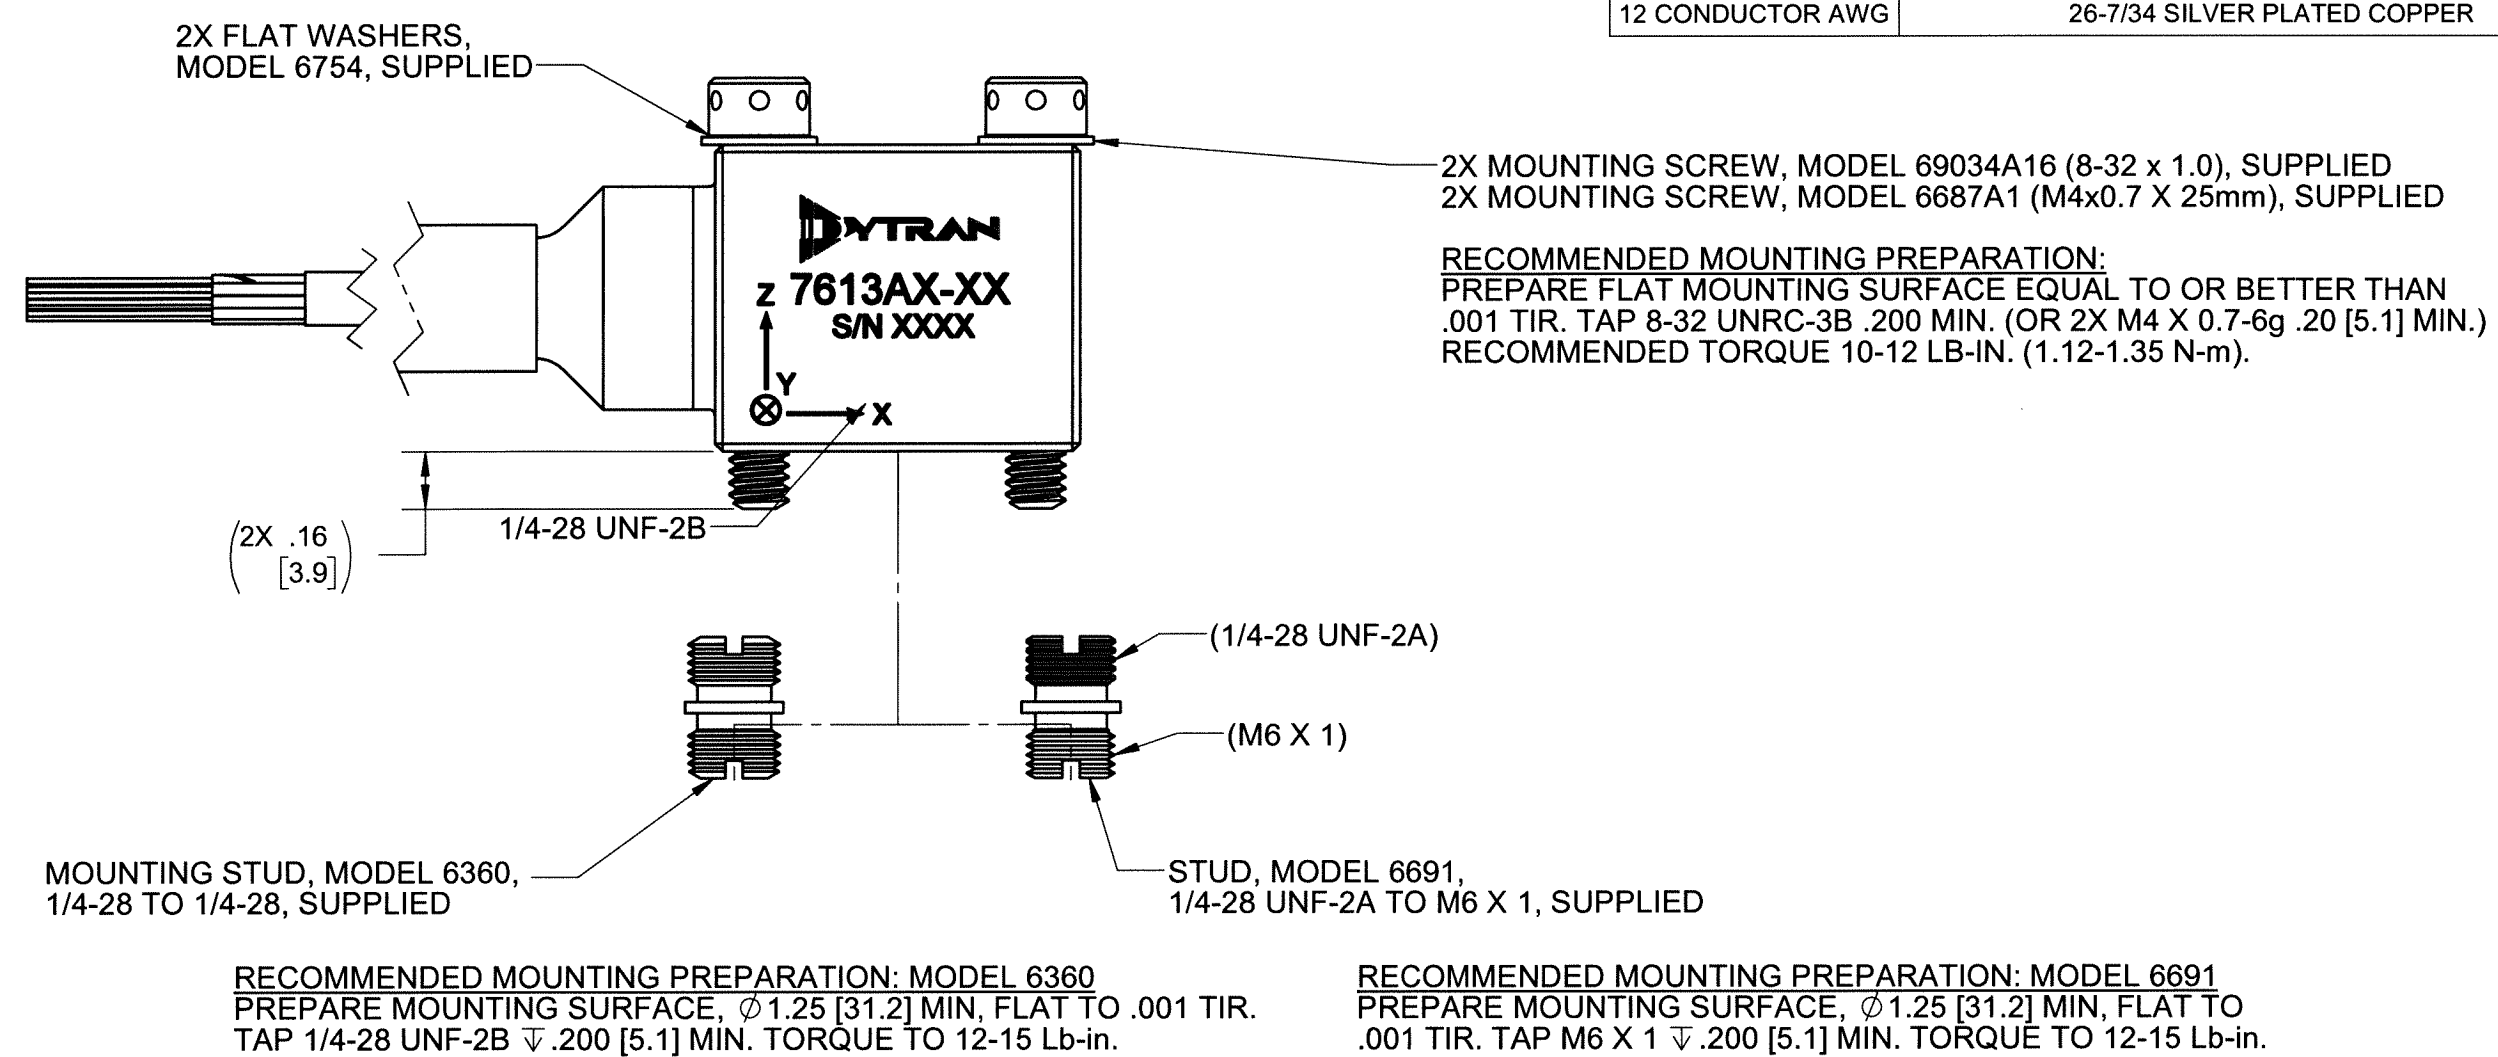 12 CONDUCTOR AWG 26-7/34 SILVER PLATED COPPER
2X FLAT WASHERS,
MODEL 6754, SUPPLIED
2X MOUNTING SCREW, MODEL 69034A16 (8-32 x 1.0), SUPPLIED
2X MOUNTING SCREW, MODEL 6687A1 (M4x0.7 X 25mm), SUPPLIED
RECOMMENDED MOUNTING PREPARATION:
PREPARE FLAT MOUNTING SURFACE EQUAL TO OR BETTER THAN
.001 TIR. TAP 8-32 UNRC-3B .200 MIN. (OR 2X M4 X 0.7-6g .20 [5.1] MIN.)
RECOMMENDED TORQUE 10-12 LB-IN. (1.12-1.35 N-m).
DYTRAN
7613AX-XX
S/N XXXX
Z
Y
X
1/4-28 UNF-2B
(2X .16
[3.9])
(1/4-28 UNF-2A)
(M6 X 1)
MOUNTING STUD, MODEL 6360,
1/4-28 TO 1/4-28, SUPPLIED
STUD, MODEL 6691,
1/4-28 UNF-2A TO M6 X 1, SUPPLIED
RECOMMENDED MOUNTING PREPARATION: MODEL 6360
PREPARE MOUNTING SURFACE, ∅1.25 [31.2] MIN, FLAT TO .001 TIR.
TAP 1/4-28 UNF-2B ↧.200 [5.1] MIN. TORQUE TO 12-15 Lb-in.
RECOMMENDED MOUNTING PREPARATION: MODEL 6691
PREPARE MOUNTING SURFACE, ∅1.25 [31.2] MIN, FLAT TO
.001 TIR. TAP M6 X 1 ↧.200 [5.1] MIN. TORQUE TO 12-15 Lb-in.